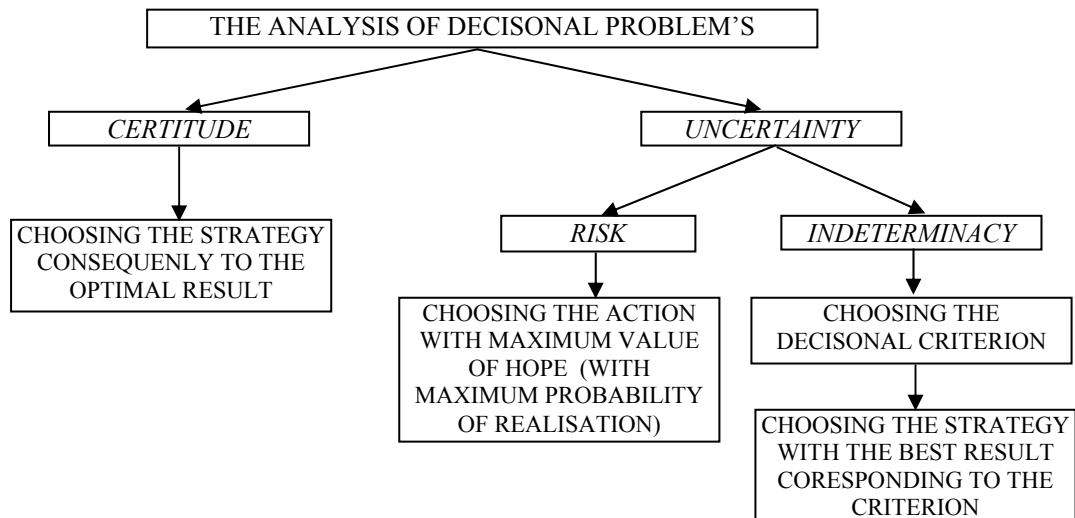 THE ANALYSIS OF DECISONAL PROBLEM’S
CERTITUDE
UNCERTAINTY
CHOOSING THE STRATEGY
CONSEQUENLY TO THE
OPTIMAL RESULT
RISK
INDETERMINACY
CHOOSING THE ACTION
WITH MAXIMUM VALUE
OF HOPE (WITH
MAXIMUM PROBABILITY
OF REALISATION)
CHOOSING THE
DECISONAL CRITERION
CHOOSING THE STRATEGY
WITH THE BEST RESULT
CORESPONDING TO THE
CRITERION